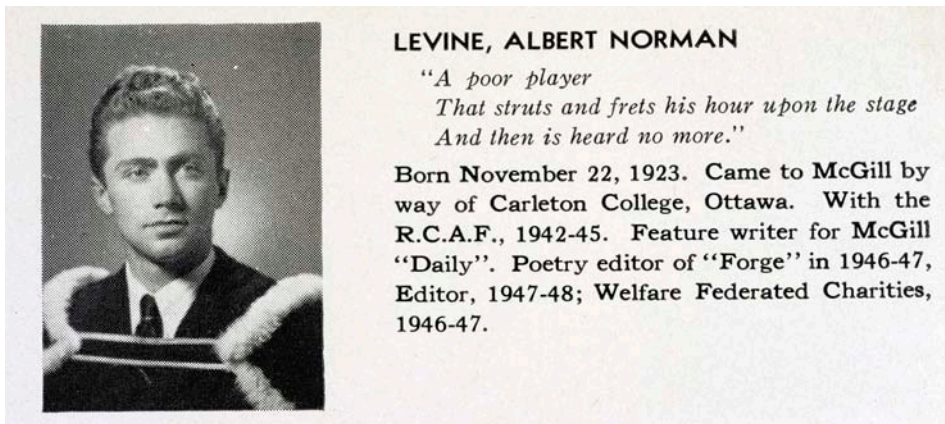 LEVINE, ALBERT NORMAN
"A poor player
That struts and frets his hour upon the stage
And then is heard no more."
Born November 22, 1923. Came to McGill by
way of Carleton College, Ottawa. With the
R.C.A.F., 1942-45. Feature writer for McGill
"Daily". Poetry editor of "Forge" in 1946-47,
Editor, 1947-48; Welfare Federated Charities,
1946-47.